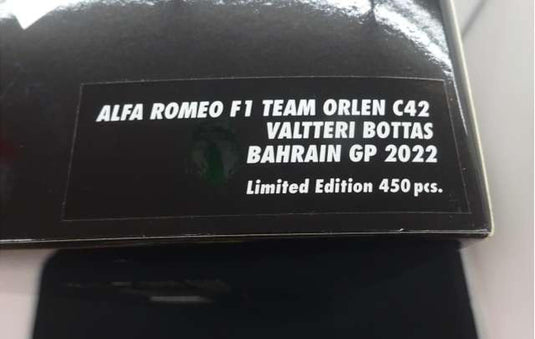 ALFA ROMEO F1 TEAM ORLEN C42
VALTTERI BOTTAS
BAHRAIN GP 2022
Limited Edition 450 pcs.